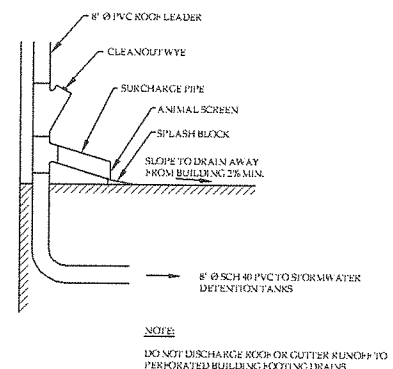 8" Ø PVC ROOF LEADER
CLEANOUT WYE
SURCHARGE PIPE
ANIMAL SCREEN
SPLASH BLOCK
SLOPE TO DRAIN AWAY
FROM BUILDING 2% MIN.
8" Ø SCH 40 PVC TO STORMWATER
DETENTION TANKS
NOTE:
DO NOT DISCHARGE ROOF OR GUTTER RUNOFF TO
PERFORATED BUILDING FOOTING DRAINS